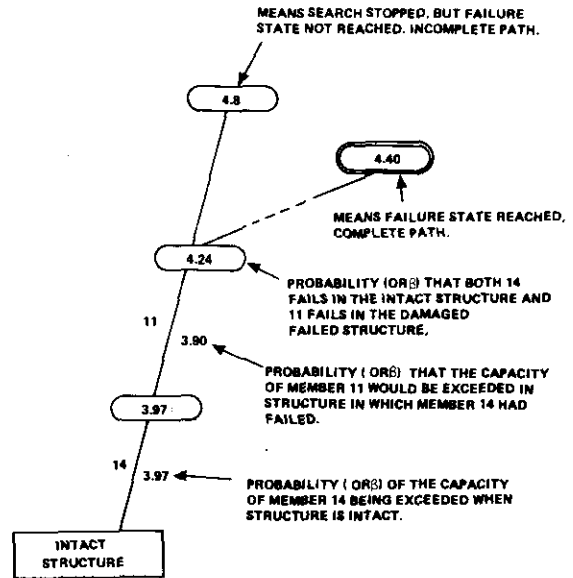 MEANS SEARCH STOPPED, BUT FAILURE
STATE NOT REACHED. INCOMPLETE PATH.
4.8
4.40
MEANS FAILURE STATE REACHED,
COMPLETE PATH.
4.24
PROBABILITY (ORβ) THAT BOTH 14
FAILS IN THE INTACT STRUCTURE AND
11 FAILS IN THE DAMAGED
FAILED STRUCTURE,
11
3.90
PROBABILITY ( ORβ) THAT THE CAPACITY
OF MEMBER 11 WOULD BE EXCEEDED IN
STRUCTURE IN WHICH MEMBER 14 HAD
FAILED.
3.97
14
3.97
PROBABILITY ( ORβ) OF THE CAPACITY
OF MEMBER 14 BEING EXCEEDED WHEN
STRUCTURE IS INTACT.
INTACT
STRUCTURE